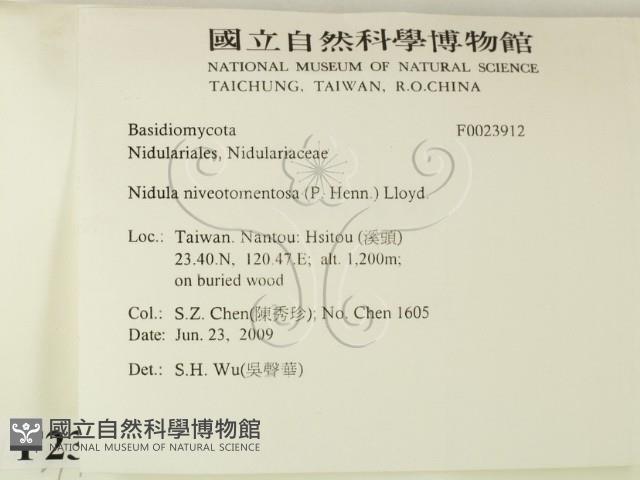 國立自然科學博物館
NATIONAL MUSEUM OF NATURAL SCIENCE
TAICHUNG, TAIWAN, R.O.CHINA
Basidiomycota F0023912
Nidulariales, Nidulariaceae
Nidula niveotomentosa (P. Henn.) Lloyd
Loc.: Taiwan. Nantou: Hsitou (溪頭)
23.40.N, 120.47.E; alt. 1,200m;
on buried wood
Col.: S.Z. Chen(陳秀珍); No. Chen 1605
Date: Jun. 23, 2009
Det.: S.H. Wu(吳聲華)
國立自然科學博物館
NATIONAL MUSEUM OF NATURAL SCIENCE